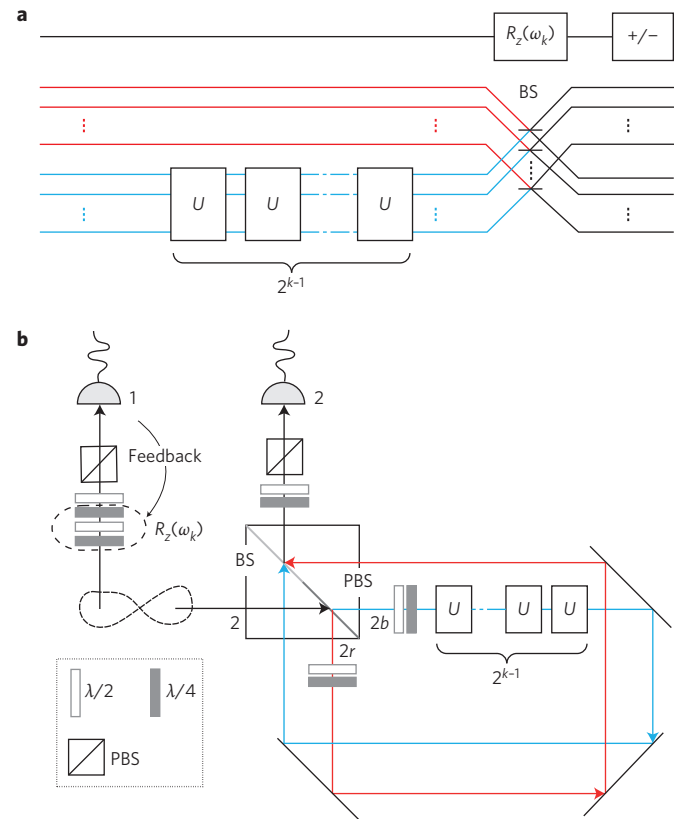 a
R_z(ω_k)
+/−
BS
U
U
U
2^{k−1}
b
1
2
Feedback
R_z(ω_k)
BS
PBS
2
2b
U
U
U
2r
2^{k−1}
λ/2
λ/4
PBS